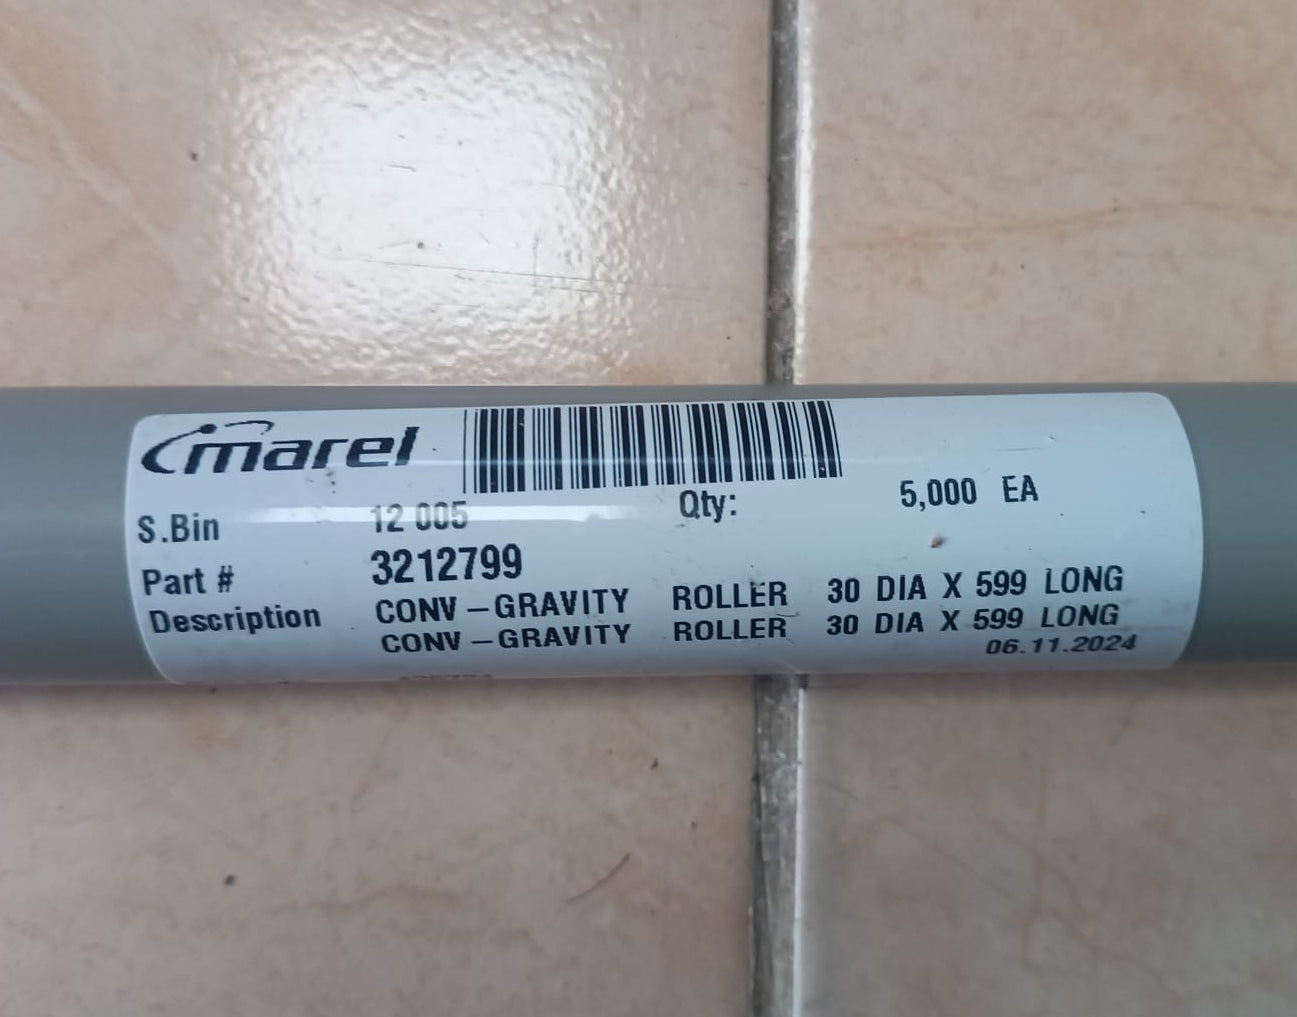 marel
S.Bin 12 005 Qty: 5,000 EA
Part # 3212799
Description CONV-GRAVITY ROLLER 30 DIA X 599 LONG
CONV-GRAVITY ROLLER 30 DIA X 599 LONG
06.11.2024